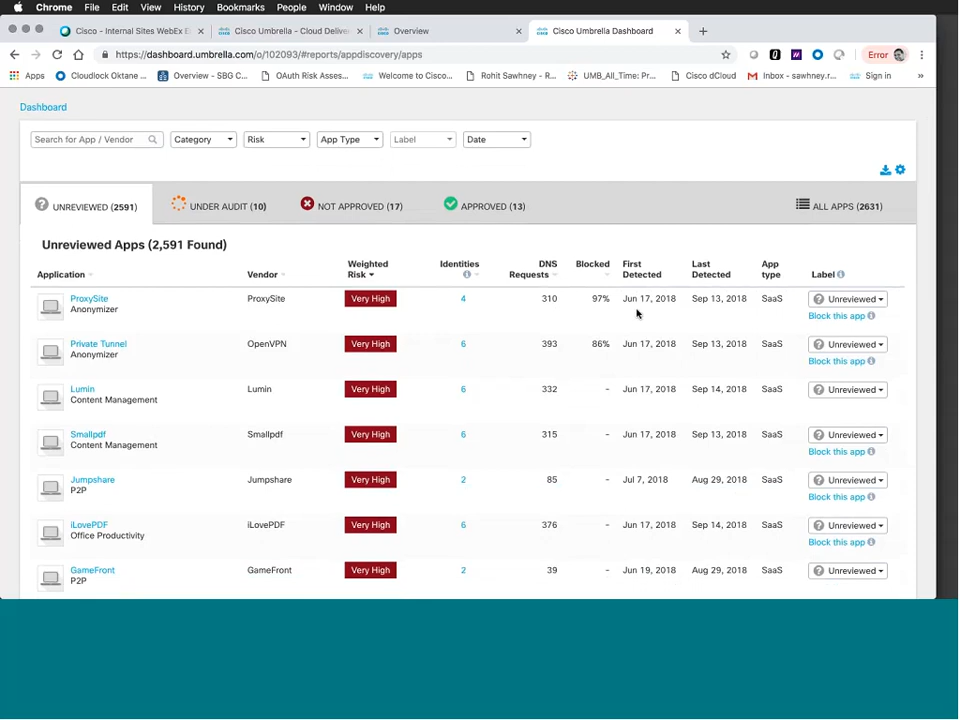 Chrome File Edit View History Bookmarks People Window Help
Cisco - Internal Sites WebEx E × Cisco Umbrella - Cloud Deliver × Overview × Cisco Umbrella Dashboard ×
https://dashboard.umbrella.com/o/102093/#reports/appdiscovery/apps Error
Apps Cloudlock Oktane ... Overview - SBG C... OAuth Risk Asses... Welcome to Cisco... Rohit Sawhney - R... UMB_All_Time: Pr... Cisco dCloud Inbox - sawhney.r... Sign in »
Dashboard
Search for App / Vendor Category Risk App Type Label Date
UNREVIEWED (2591) UNDER AUDIT (10) NOT APPROVED (17) APPROVED (13) ALL APPS (2631)
Unreviewed Apps (2,591 Found)
Application Vendor Weighted Risk Identities DNS Requests Blocked First Detected Last Detected App type Label
ProxySite ProxySite Very High 4 310 97% Jun 17, 2018 Sep 13, 2018 SaaS Unreviewed
Anonymizer Block this app
Private Tunnel OpenVPN Very High 6 393 86% Jun 17, 2018 Sep 13, 2018 SaaS Unreviewed
Anonymizer Block this app
Lumin Lumin Very High 6 332 - Jun 17, 2018 Sep 14, 2018 SaaS Unreviewed
Content Management
Smallpdf Smallpdf Very High 6 315 - Jun 17, 2018 Sep 13, 2018 SaaS Unreviewed
Content Management Block this app
Jumpshare Jumpshare Very High 2 85 - Jul 7, 2018 Aug 29, 2018 SaaS Unreviewed
P2P Block this app
iLovePDF iLovePDF Very High 6 376 - Jun 17, 2018 Sep 14, 2018 SaaS Unreviewed
Office Productivity Block this app
GameFront GameFront Very High 2 39 - Jun 19, 2018 Aug 29, 2018 SaaS Unreviewed
P2P